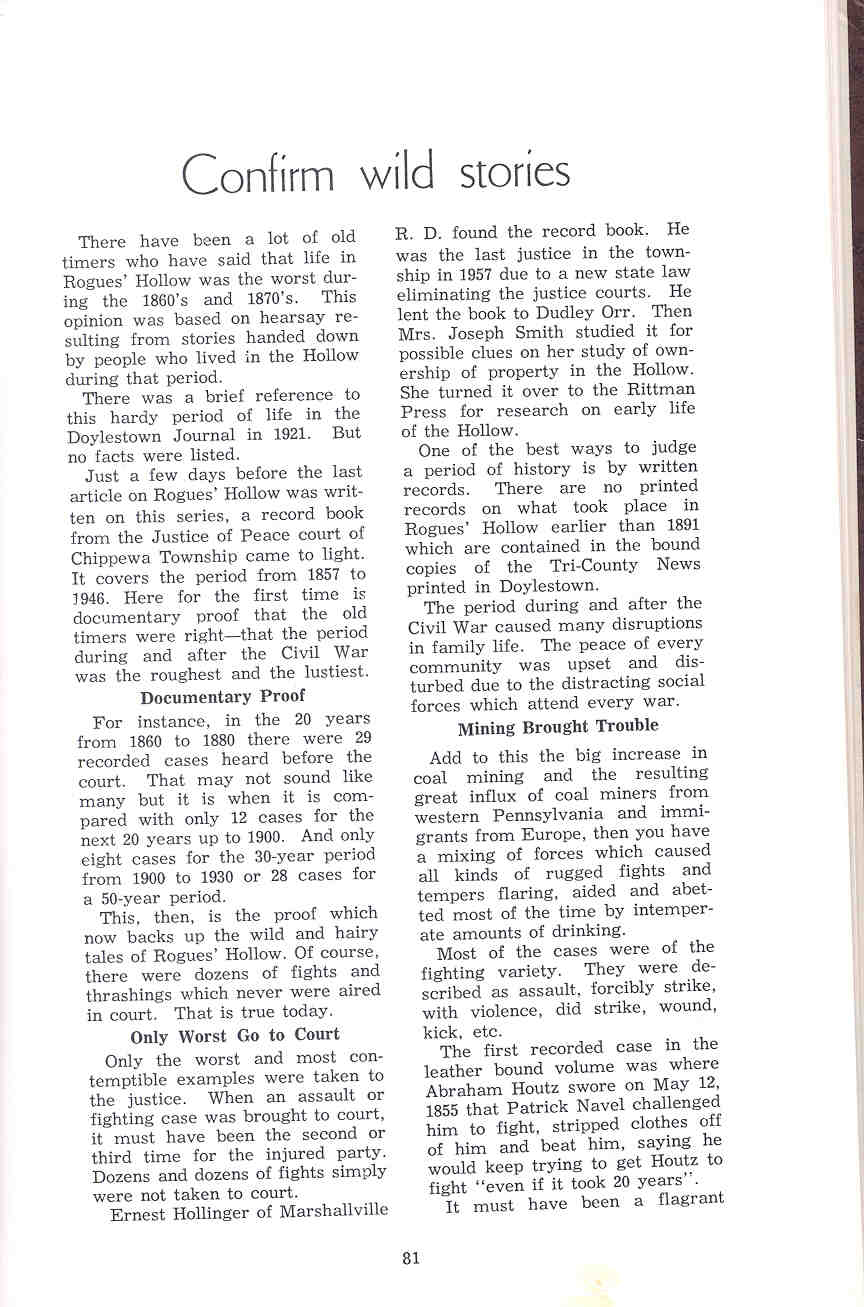 Confirm wild stories
There have been a lot of old
timers who have said that life in
Rogues' Hollow was the worst dur-
ing the 1860's and 1870's. This
opinion was based on hearsay re-
sulting from stories handed down
by people who lived in the Hollow
during that period.
There was a brief reference to
this hardy period of life in the
Doylestown Journal in 1921. But
no facts were listed.
Just a few days before the last
article on Rogues' Hollow was writ-
ten on this series, a record book
from the Justice of Peace court of
Chippewa Township came to light.
It covers the period from 1857 to
1946. Here for the first time is
documentary proof that the old
timers were right—that the period
during and after the Civil War
was the roughest and the lustiest.
Documentary Proof
For instance, in the 20 years
from 1860 to 1880 there were 29
recorded cases heard before the
court. That may not sound like
many but it is when it is com-
pared with only 12 cases for the
next 20 years up to 1900. And only
eight cases for the 30-year period
from 1900 to 1930 or 28 cases for
a 50-year period.
This, then, is the proof which
now backs up the wild and hairy
tales of Rogues' Hollow. Of course,
there were dozens of fights and
thrashings which never were aired
in court. That is true today.
Only Worst Go to Court
Only the worst and most con-
temptible examples were taken to
the justice. When an assault or
fighting case was brought to court,
it must have been the second or
third time for the injured party.
Dozens and dozens of fights simply
were not taken to court.
Ernest Hollinger of Marshallville
R. D. found the record book. He
was the last justice in the town-
ship in 1957 due to a new state law
eliminating the justice courts. He
lent the book to Dudley Orr. Then
Mrs. Joseph Smith studied it for
possible clues on her study of own-
ership of property in the Hollow.
She turned it over to the Rittman
Press for research on early life
of the Hollow.
One of the best ways to judge
a period of history is by written
records. There are no printed
records on what took place in
Rogues' Hollow earlier than 1891
which are contained in the bound
copies of the Tri-County News
printed in Doylestown.
The period during and after the
Civil War caused many disruptions
in family life. The peace of every
community was upset and dis-
turbed due to the distracting social
forces which attend every war.
Mining Brought Trouble
Add to this the big increase in
coal mining and the resulting
great influx of coal miners from
western Pennsylvania and immi-
grants from Europe, then you have
a mixing of forces which caused
all kinds of rugged fights and
tempers flaring, aided and abet-
ted most of the time by intemper-
ate amounts of drinking.
Most of the cases were of the
fighting variety. They were de-
scribed as assault, forcibly strike,
with violence, did strike, wound,
kick, etc.
The first recorded case in the
leather bound volume was where
Abraham Houtz swore on May 12,
1855 that Patrick Navel challenged
him to fight, stripped clothes off
of him and beat him, saying he
would keep trying to get Houtz to
fight "even if it took 20 years".
It must have been a flagrant
81